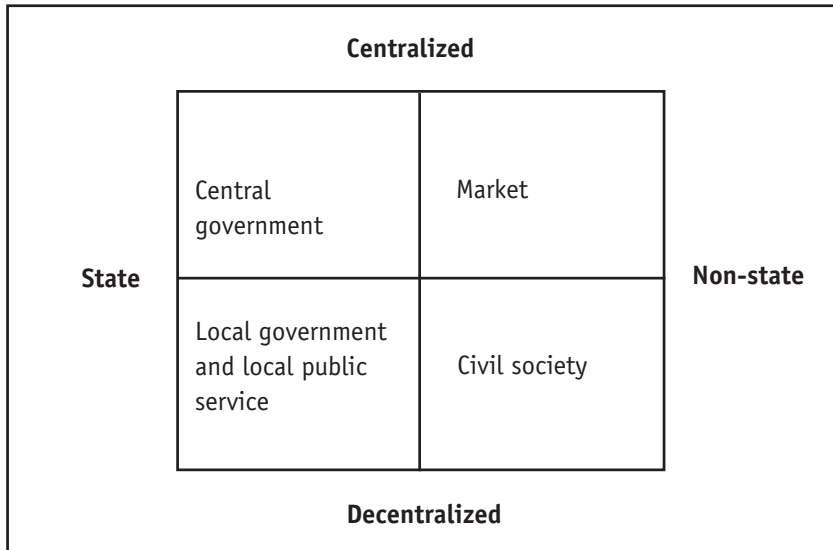 Centralized
Central
government
Market
State
Non-state
Local government
and local public
service
Civil society
Decentralized